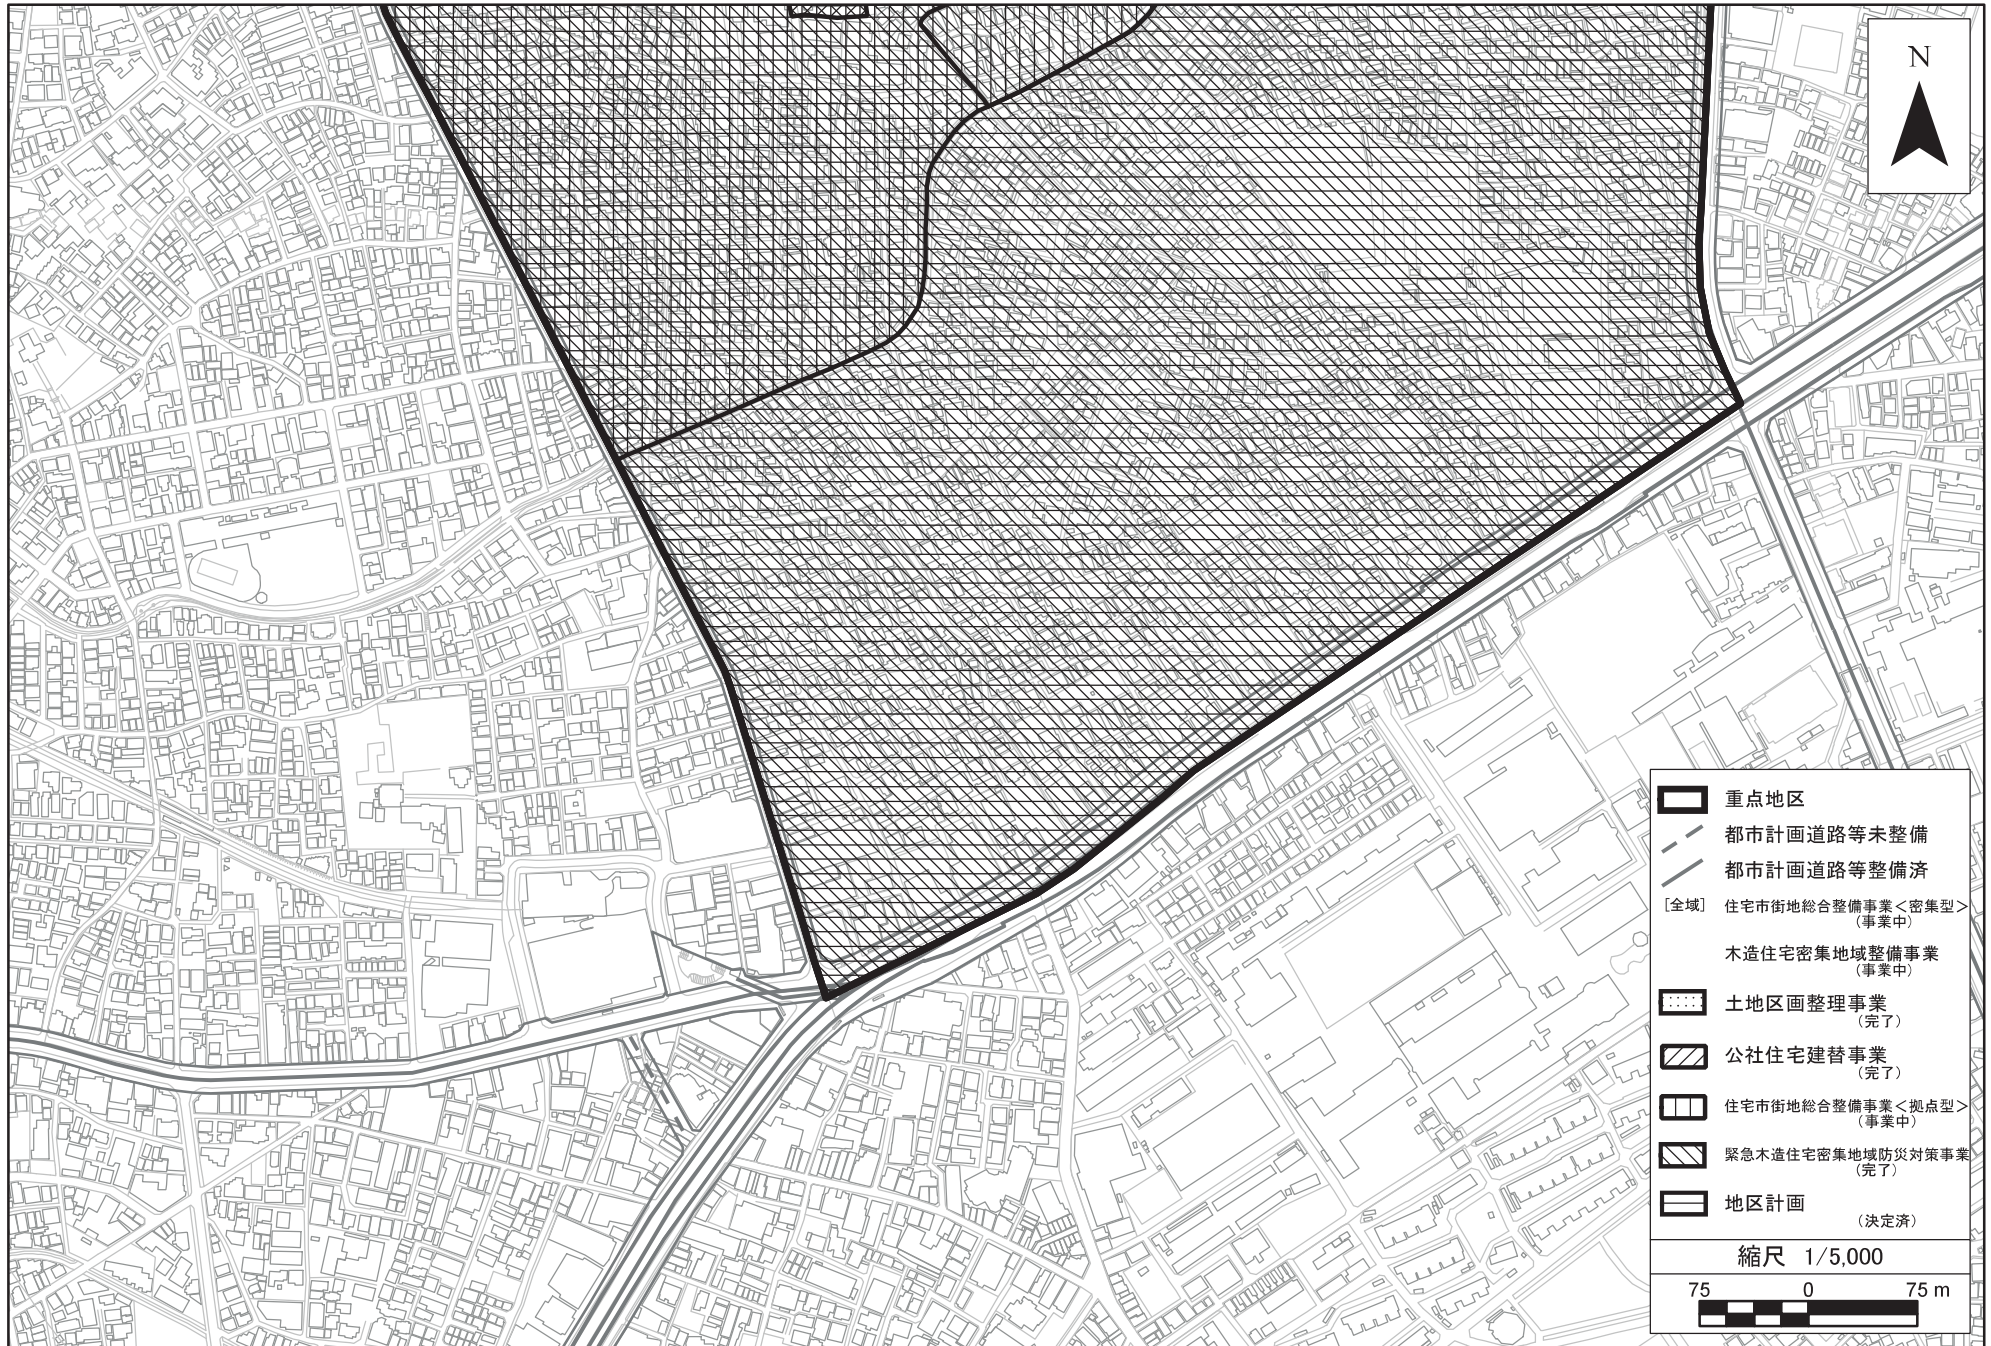 N
重点地区
都市計画道路等未整備
都市計画道路等整備済
[全域] 住宅市街地総合整備事業＜密集型＞
（事業中）
木造住宅密集地域整備事業
（事業中）
土地区画整理事業
（完了）
公社住宅建替事業
（完了）
住宅市街地総合整備事業＜拠点型＞
（事業中）
緊急木造住宅密集地域防災対策事業
（完了）
地区計画
（決定済）
縮尺 1/5,000
75 0 75 m